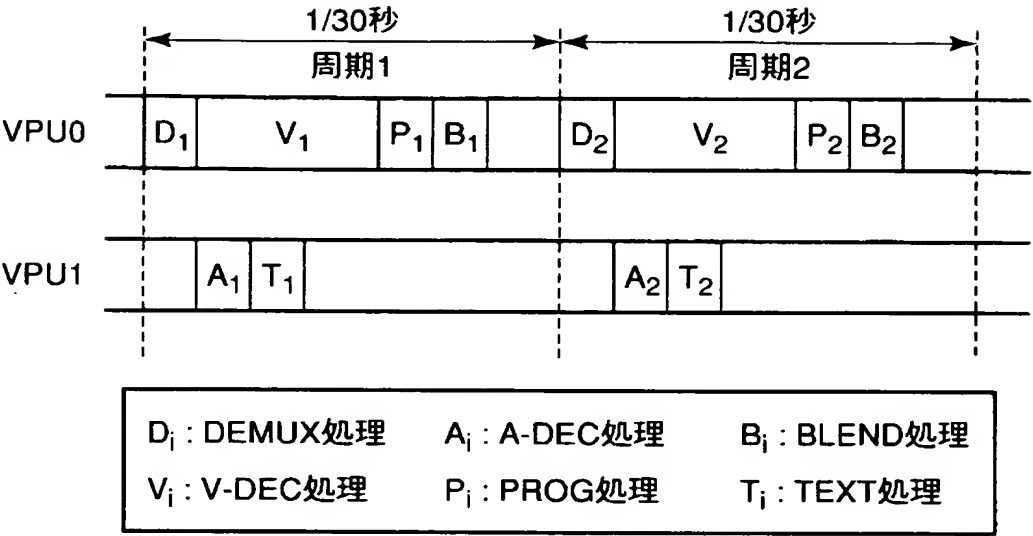 1/30秒 1/30秒
周期1 周期2
VPU0 D₁ V₁ P₁ B₁ D₂ V₂ P₂ B₂
VPU1 A₁ T₁ A₂ T₂
Dᵢ : DEMUX処理 Aᵢ : A-DEC処理 Bᵢ : BLEND処理
Vᵢ : V-DEC処理 Pᵢ : PROG処理 Tᵢ : TEXT処理